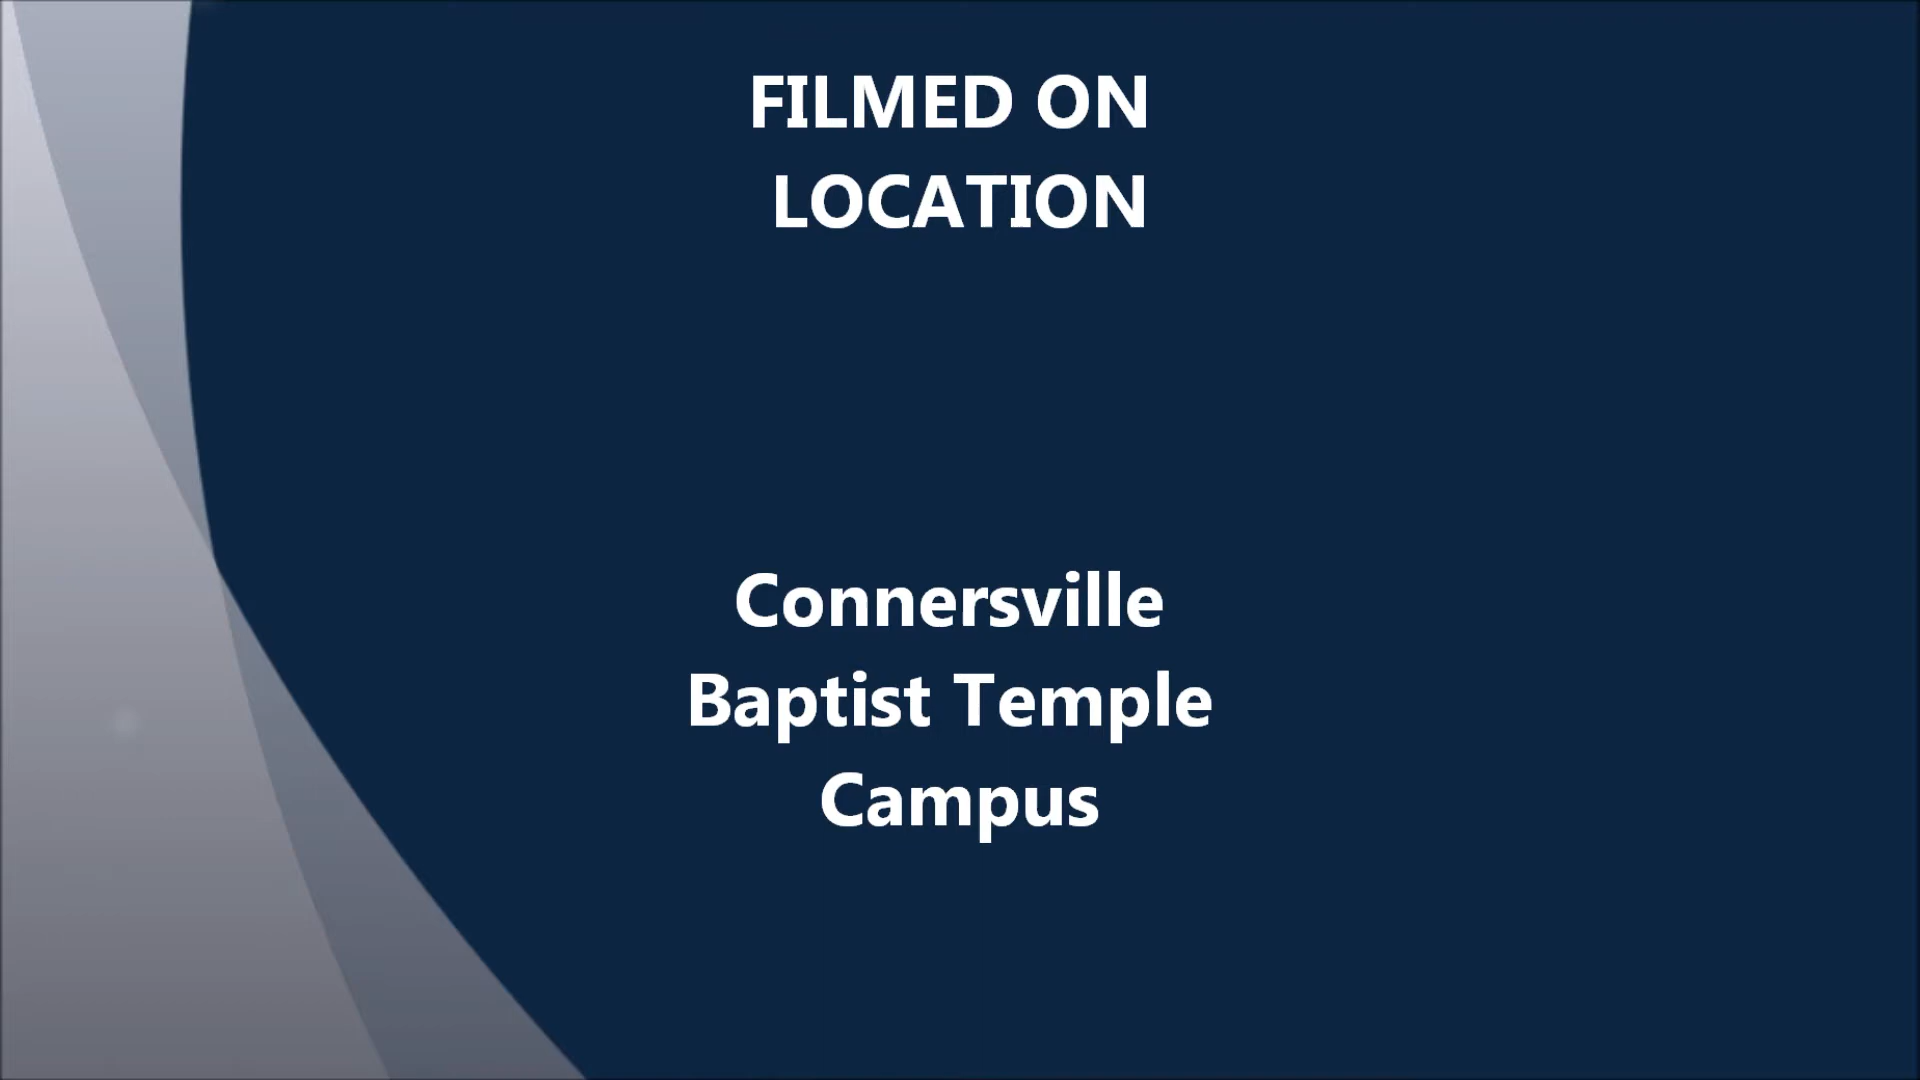 FILMED ON
LOCATION
Connersville
Baptist Temple
Campus